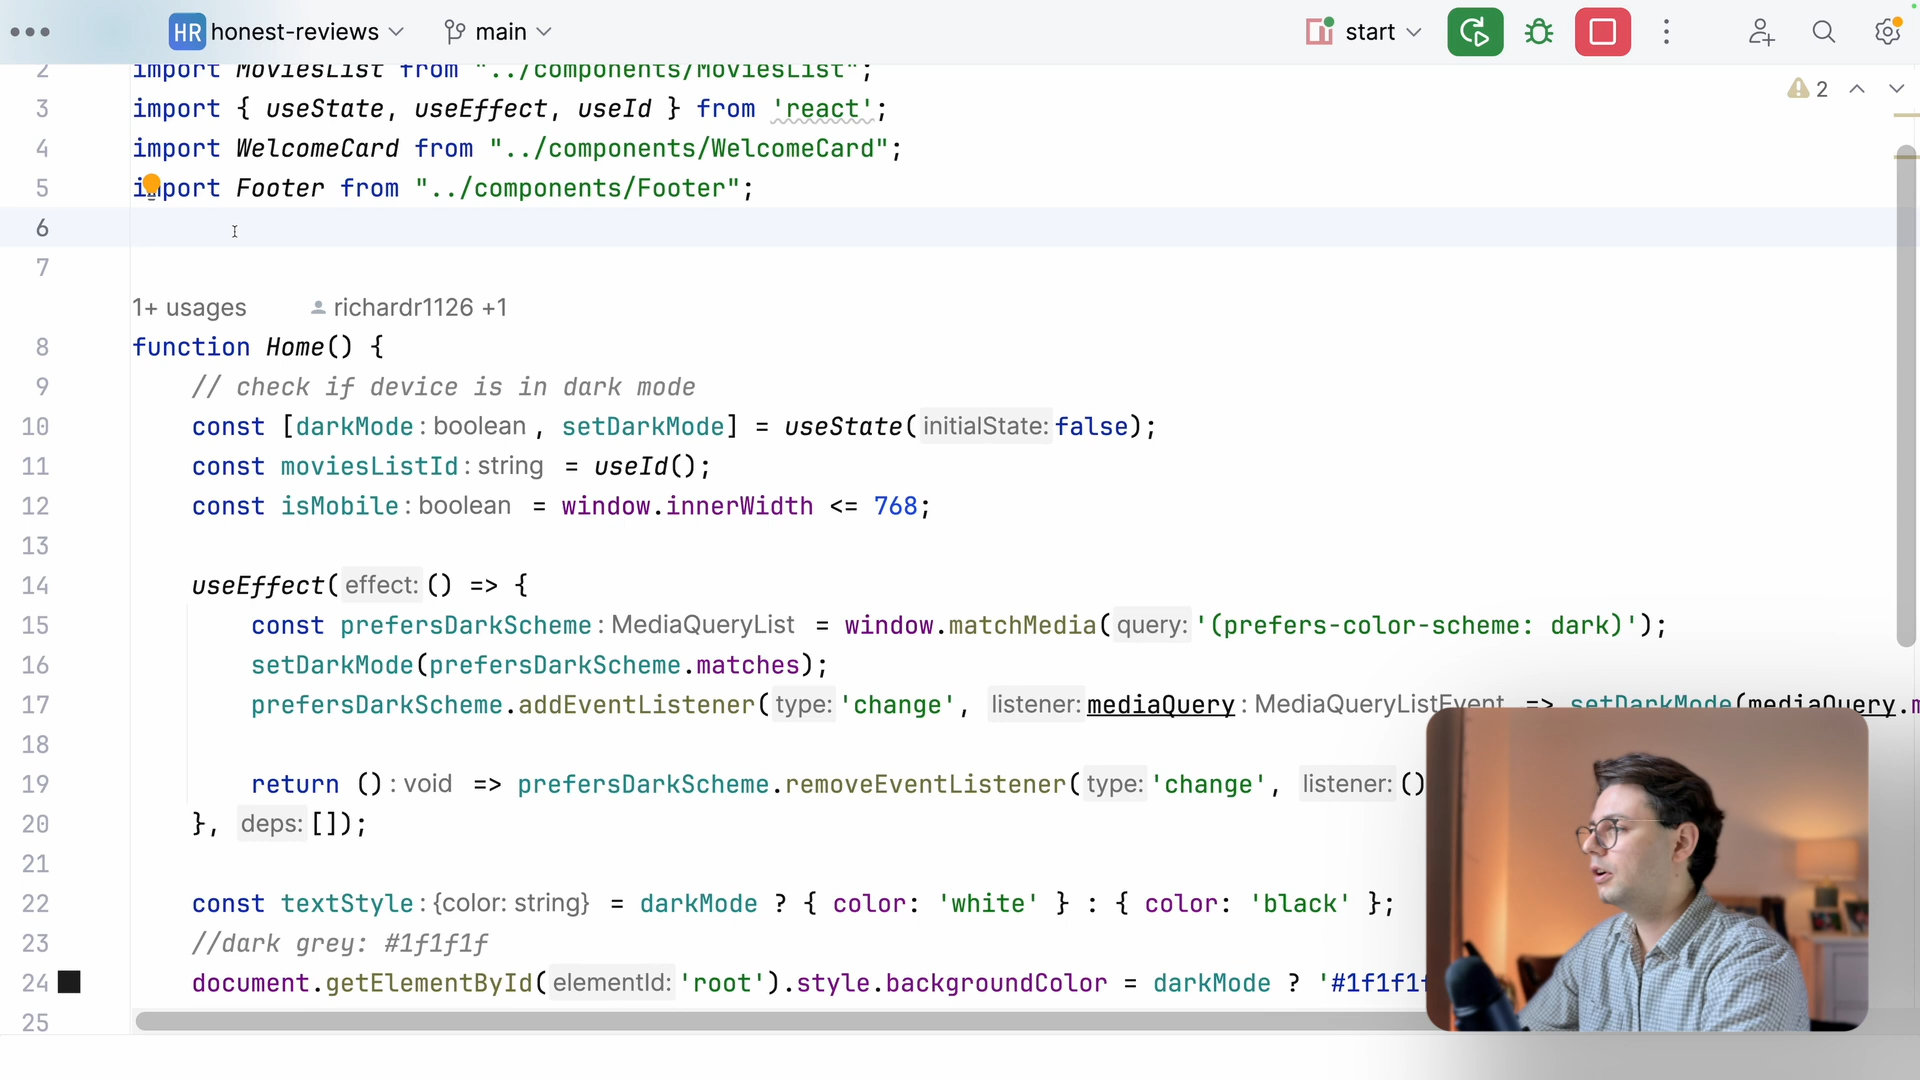 HR honest-reviews main start
2 import MoviesList from "../components/MoviesList";
2
3 import { useState, useEffect, useId } from 'react';
4 import WelcomeCard from "../components/WelcomeCard";
5 import Footer from "../components/Footer";
6
7
1+ usages richardr1126 +1
8 function Home() {
9 // check if device is in dark mode
10 const [darkMode: boolean, setDarkMode] = useState( initialState: false);
11 const moviesListId: string = useId();
12 const isMobile: boolean = window.innerWidth <= 768;
13
14 useEffect( effect: () => {
15 const prefersDarkScheme: MediaQueryList = window.matchMedia( query: '(prefers-color-scheme: dark)');
16 setDarkMode(prefersDarkScheme.matches);
17 prefersDarkScheme.addEventListener( type: 'change', listener: mediaQuery: MediaQueryListEvent => setDarkMode(mediaQuery.m
18
19 return (): void => prefersDarkScheme.removeEventListener( type: 'change', listener: ()
20 }, deps: []);
21
22 const textStyle: {color: string} = darkMode ? { color: 'white' } : { color: 'black' };
23 //dark grey: #1f1f1f
24 document.getElementById( elementId: 'root').style.backgroundColor = darkMode ? '#1f1f1f
25